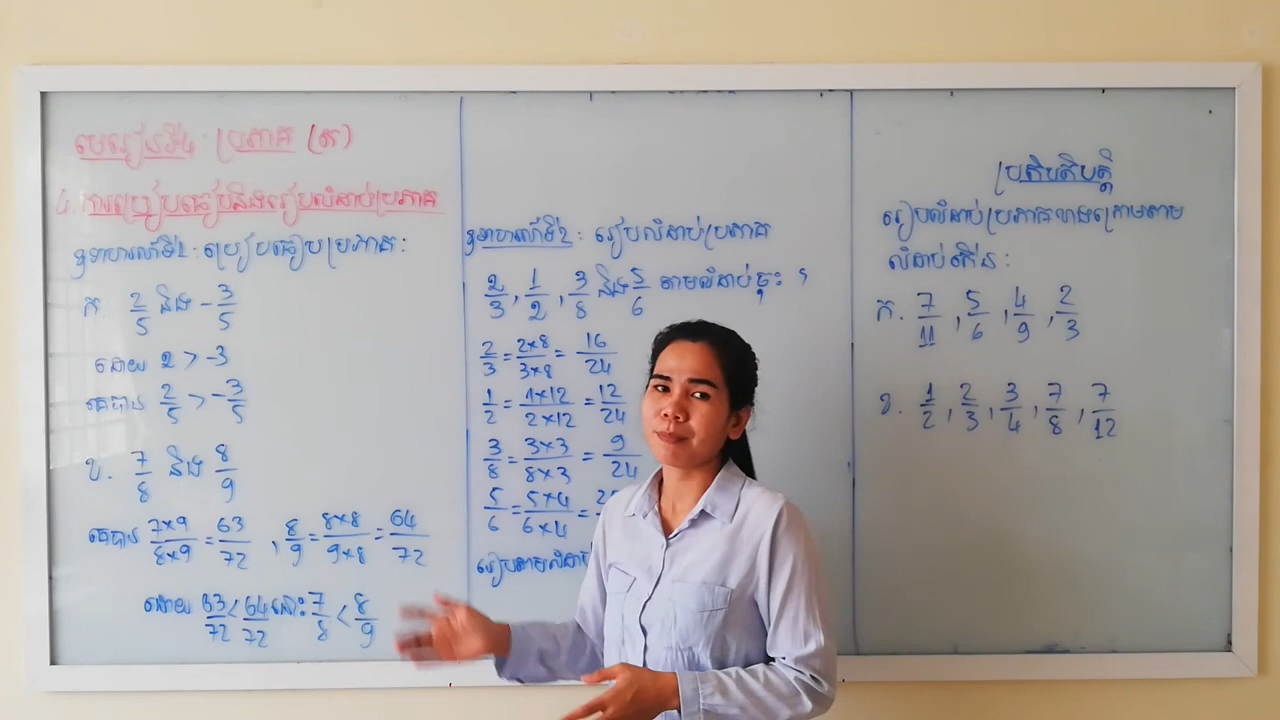 មេរៀនទី៤: ប្រភាគ (ត)
4. ការប្រៀបធៀបនិងរៀបលំដាប់ប្រភាគ
ឧទាហរណ៍ទី1: ប្រៀបធៀបប្រភាគ:
ក. 2/5 និង -3/5
ដោយ 2 > -3
គេបាន 2/5 > -3/5
ខ. 7/8 និង 8/9
គេបាន 7×9/8×9 = 63/72 , 8/9 = 8×8/9×8 = 64/72
ដោយ 63/72 < 64/72 នោះ 7/8 < 8/9
ឧទាហរណ៍ទី2: រៀបលំដាប់ប្រភាគ
2/3 , 1/2 , 3/8 និង 5/6 តាមលំដាប់ចុះ ។
2/3 = 2×8/3×8 = 16/24
1/2 = 1×12/2×12 = 12/24
3/8 = 3×3/8×3 = 9/24
5/6 = 5×4/6×4 =
រៀបតាមលំដាប់
ប្រតិបត្តិ
រៀបលំដាប់ប្រភាគខាងក្រោមតាម
លំដាប់កើន:
ក. 7/11 , 5/6 , 4/9 , 2/3
ខ. 1/2 , 2/3 , 3/4 , 7/8 , 7/12